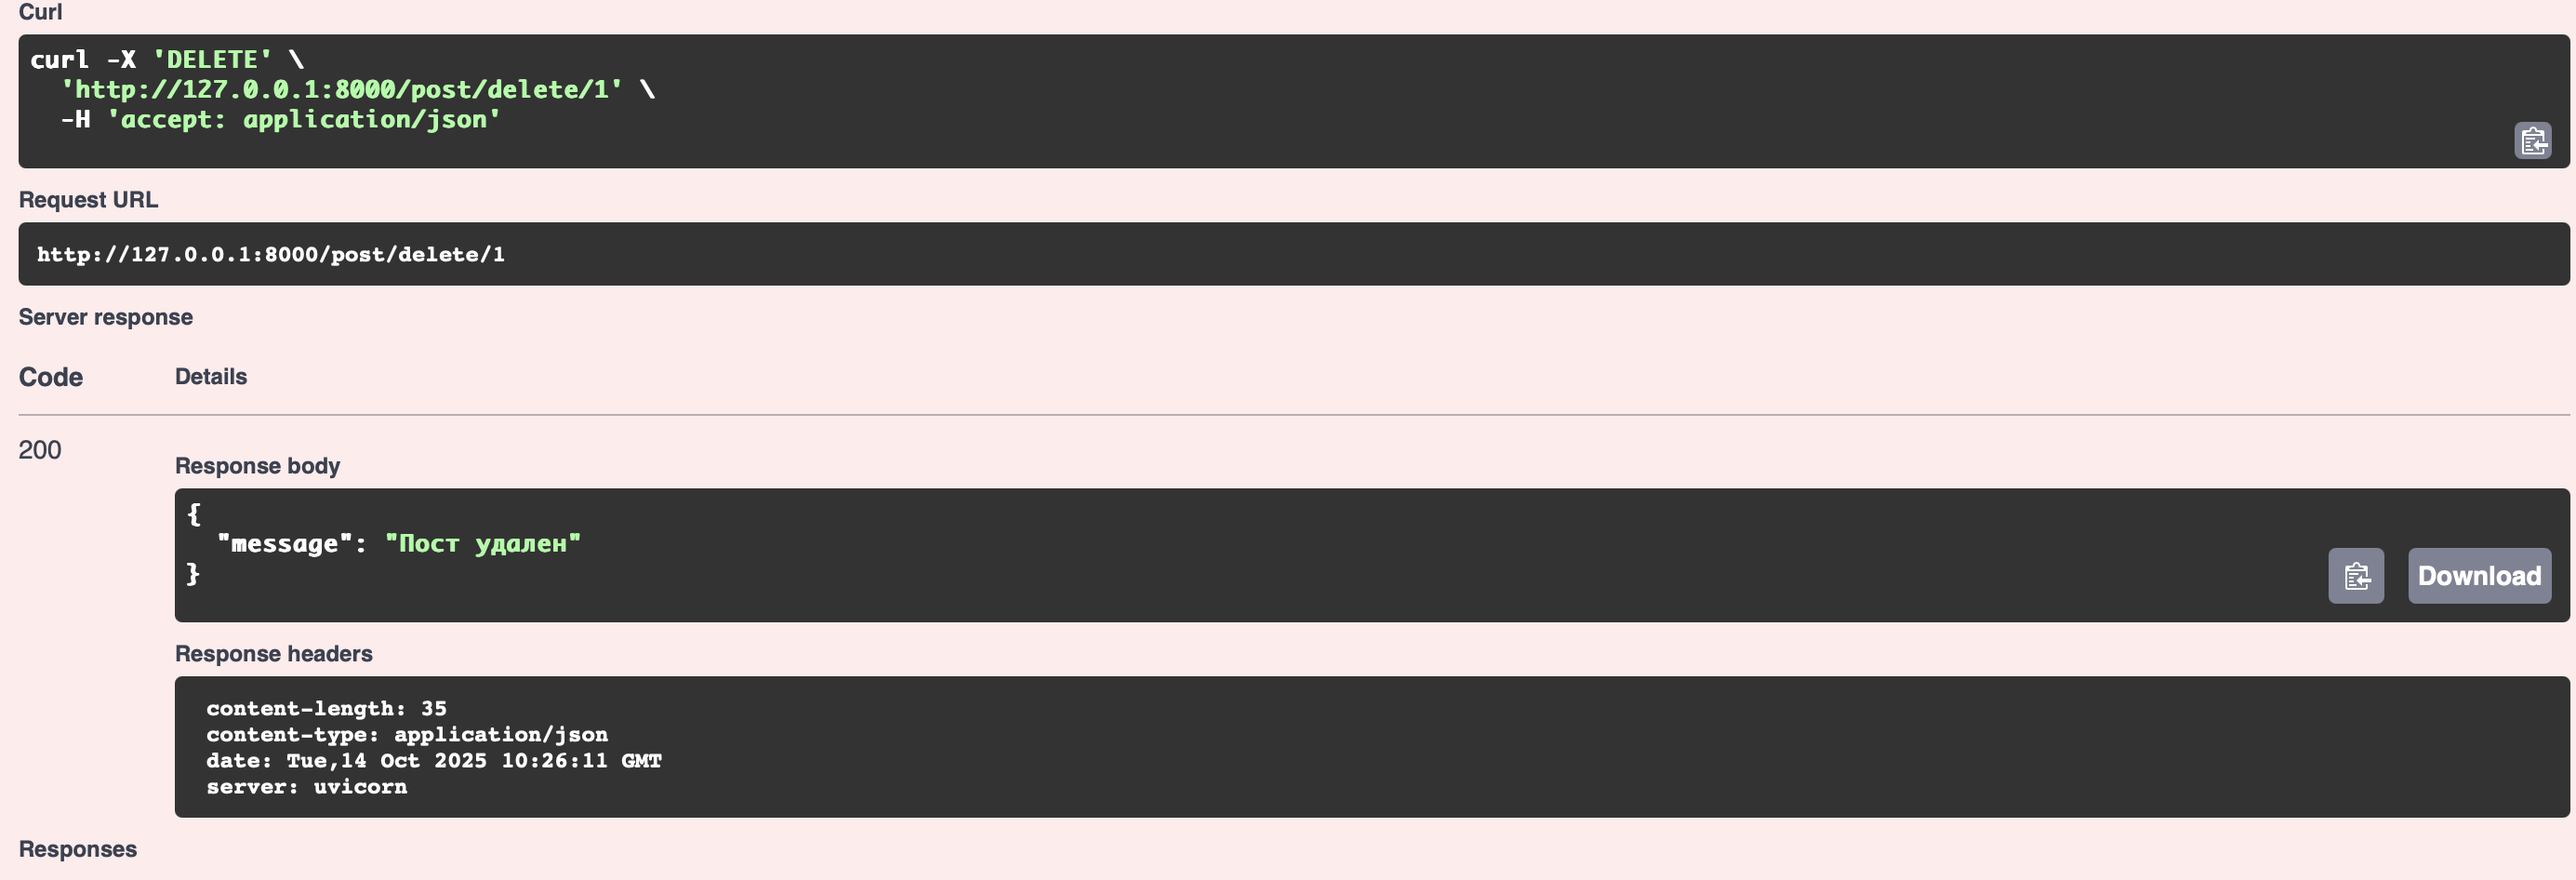 Curl
curl -X 'DELETE' \
'http://127.0.0.1:8000/post/delete/1' \
-H 'accept: application/json'
Request URL
http://127.0.0.1:8000/post/delete/1
Server response
Code Details
200
Response body
{
"message": "Пост удален"
}
Download
Response headers
content-length: 35
content-type: application/json
date: Tue,14 Oct 2025 10:26:11 GMT
server: uvicorn
Responses